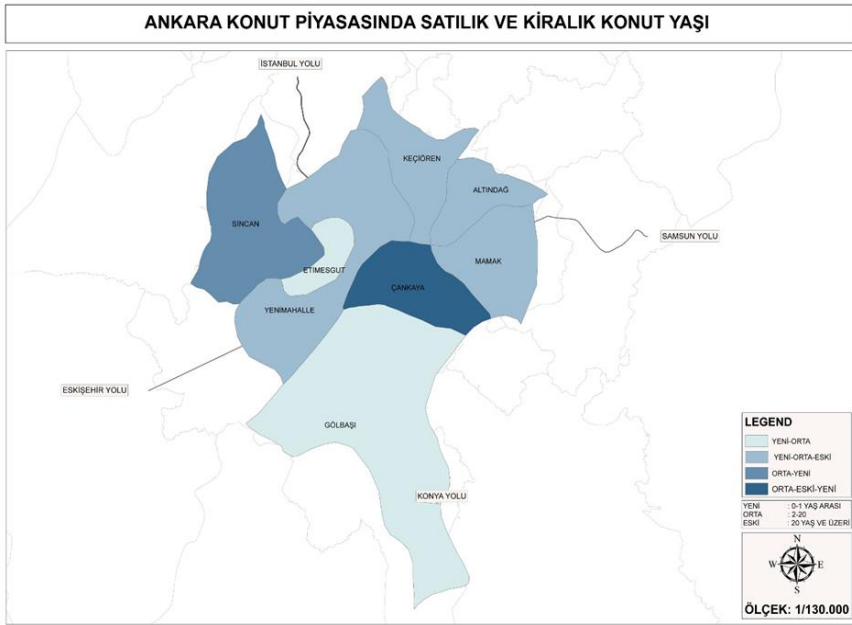 ANKARA KONUT PİYASASINDA SATILIK VE KİRALIK KONUT YAŞI
İSTANBUL YOLU
KEÇİÖREN
ALTINDAĞ
SİNCAN
SAMSUN YOLU
MAMAK
ETİMESGUT
ÇANKAYA
YENİMAHALLE
ESKİŞEHİR YOLU
GÖLBAŞI
KONYA YOLU
LEGEND
YENİ-ORTA
YENİ-ORTA-ESKİ
ORTA-YENİ
ORTA-ESKİ-YENİ
YENİ : 0-1 YAŞ ARASI
ORTA : 2-20
ESKİ : 20 YAŞ VE ÜZERİ
N
W E
S
ÖLÇEK: 1/130.000